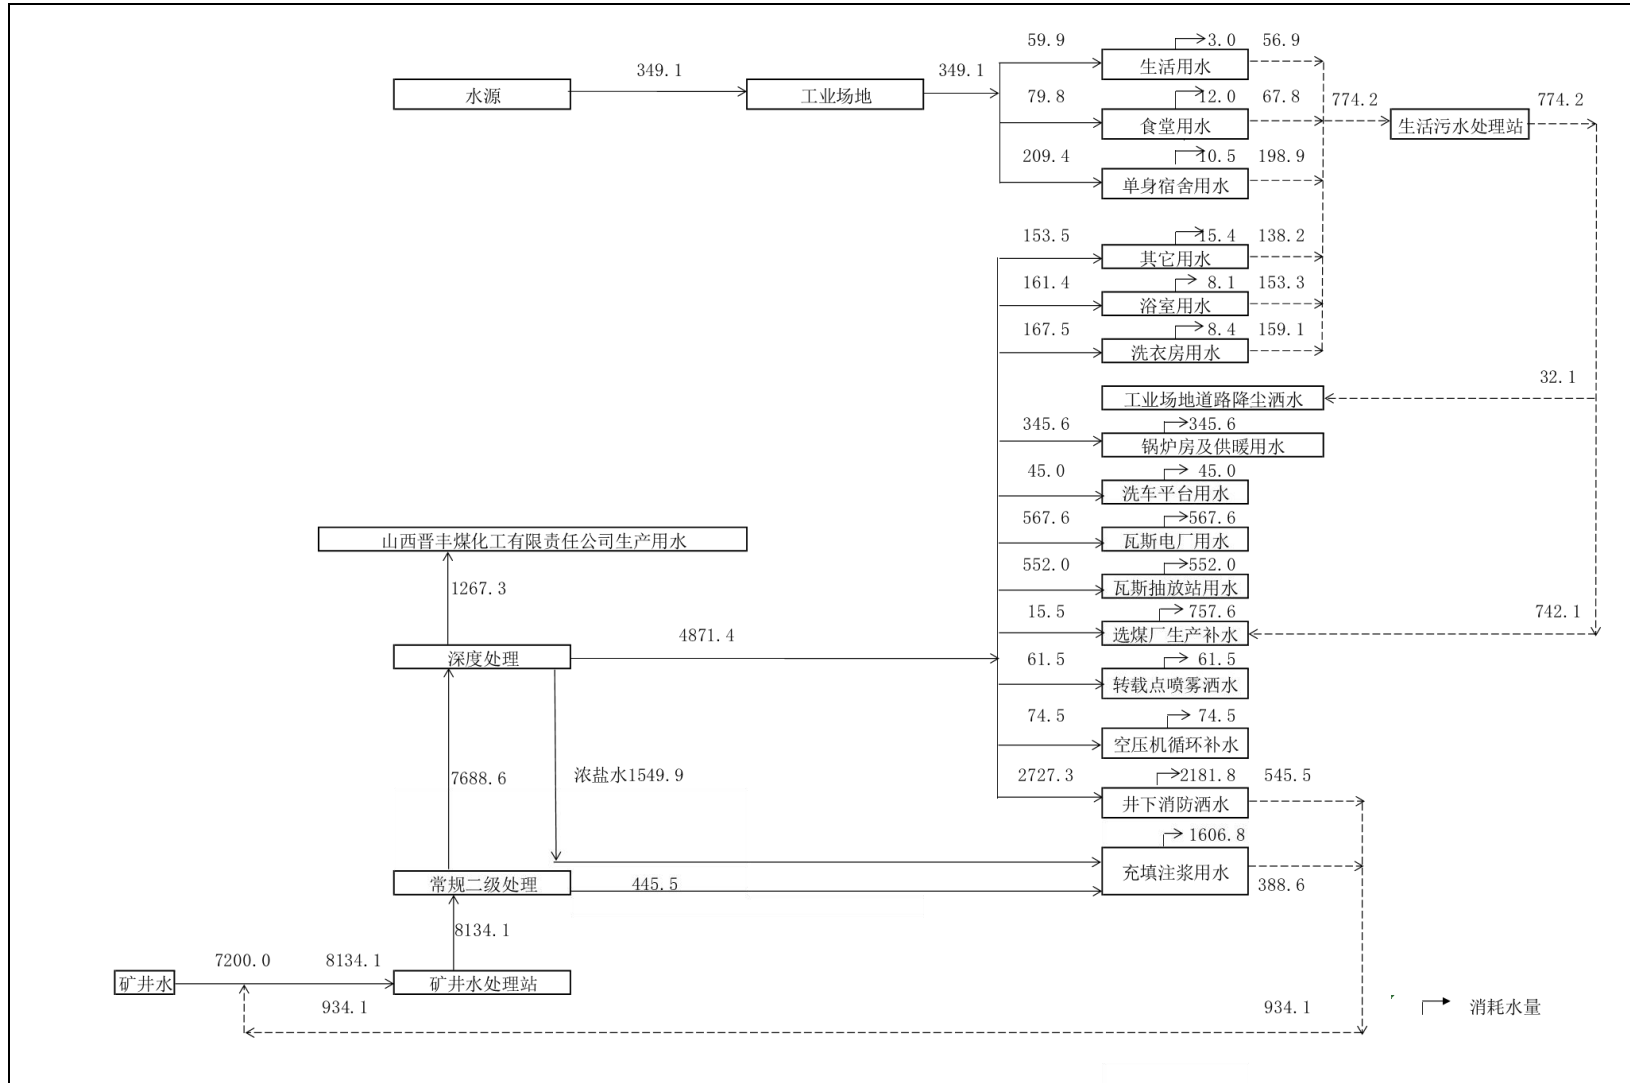 59.9 3.0 56.9
水源 349.1 工业场地 349.1 生活用水
79.8 12.0 67.8 774.2 774.2
食堂用水 生活污水处理站
209.4 10.5 198.9
单身宿舍用水
153.5 15.4 138.2
其它用水
161.4 8.1 153.3
浴室用水
167.5 8.4 159.1
洗衣房用水
32.1
工业场地道路降尘洒水
345.6 345.6
锅炉房及供暖用水
45.0 45.0
洗车平台用水
567.6 567.6
山西晋丰煤化工有限责任公司生产用水 瓦斯电厂用水
552.0 552.0
1267.3 瓦斯抽放站用水
15.5 757.6 742.1
4871.4 选煤厂生产补水
深度处理 61.5 61.5
转载点喷雾洒水
74.5 74.5
空压机循环补水
7688.6 浓盐水1549.9 2727.3 2181.8 545.5
井下消防洒水
1606.8
充填注浆用水
常规二级处理 445.5 388.6
8134.1
7200.0 8134.1
矿井水 矿井水处理站
934.1 934.1 消耗水量